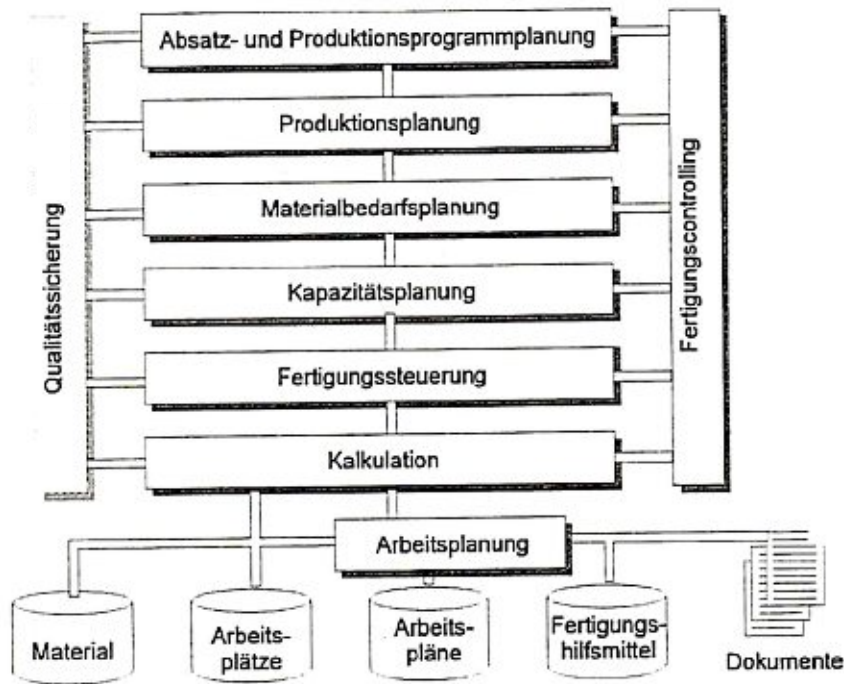 Absatz- und Produktionsprogrammplanung
Produktionsplanung
Materialbedarfsplanung
Kapazitätsplanung
Fertigungssteuerung
Kalkulation
Qualitätssicherung
Fertigungscontrolling
Arbeitsplanung
Material
Arbeits-
plätze
Arbeits-
pläne
Fertigungs-
hilfsmittel
Dokumente